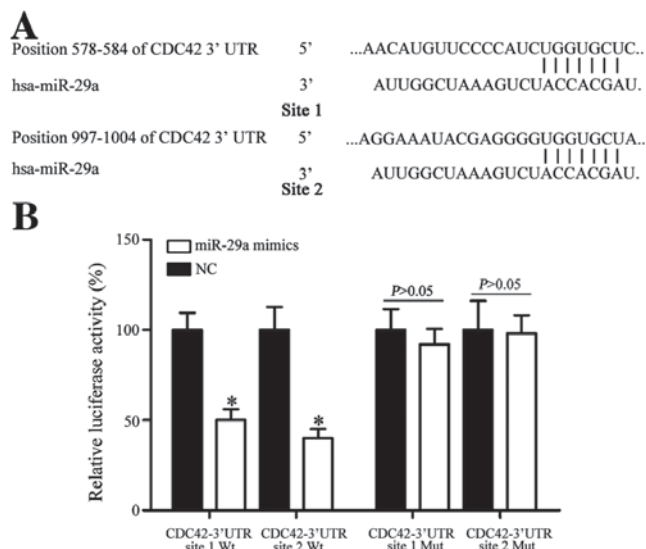 A
Position 578-584 of CDC42 3’ UTR 5’ ...AACAUGUUCCCCAUCUGGUGCUC..
hsa-miR-29a 3’ AUUGGCUAAAGUCUACCACGAU.
Site 1
Position 997-1004 of CDC42 3’ UTR 5’ ...AGGAAAUACGAGGGGUGGUGCUA..
hsa-miR-29a 3’ AUUGGCUAAAGUCUACCACGAU.
Site 2
B
Relative luciferase activity (%)
150
100
50
0
miR-29a mimics
NC
* *
P>0.05 P>0.05
CDC42-3’UTR CDC42-3’UTR CDC42-3’UTR CDC42-3’UTR
site 1 Wt site 2 Wt site 1 Mut site 2 Mut